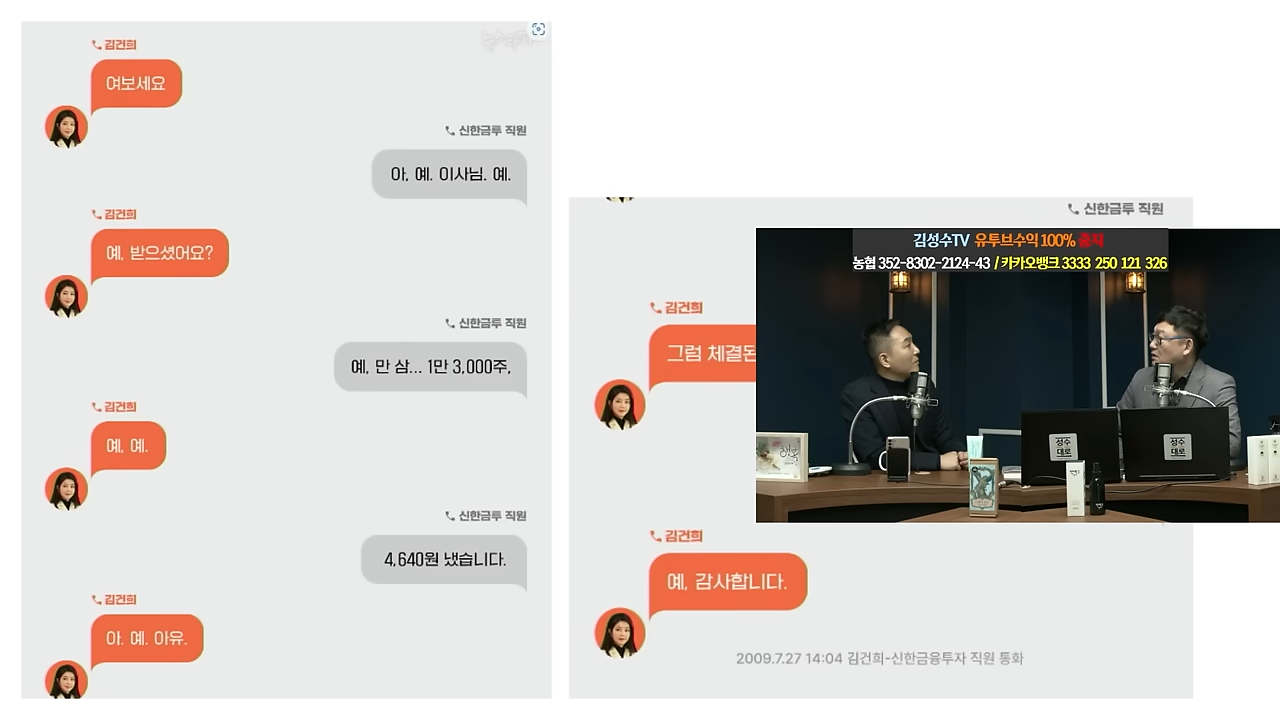 김건희
여보세요
신한금투 직원
아, 예. 이사님. 예.
김건희
예, 받으셨어요?
신한금투 직원
예, 만 삼... 1만 3,000주,
김건희
예, 예.
신한금투 직원
4,640원 냈습니다.
김건희
아. 예. 아유.
신한금투 직원
김건희
그럼 체결된
김건희
예, 감사합니다.
2009.7.27 14:04 김건희-신한금융투자 직원 통화
김성수TV 유투브수익 100% 중지
농협 352-8302-2124-43 / 카카오뱅크 3333 250 121 326
성수
대로
성수
대로